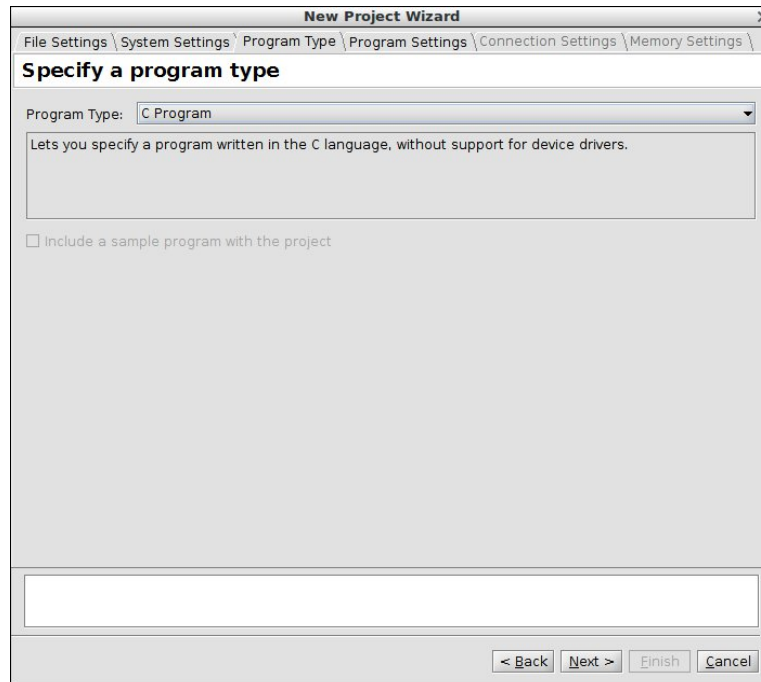 New Project Wizard
File Settings System Settings Program Type Program Settings Connection Settings Memory Settings
Specify a program type
Program Type: C Program
Lets you specify a program written in the C language, without support for device drivers.
Include a sample program with the project
< Back Next > Finish Cancel